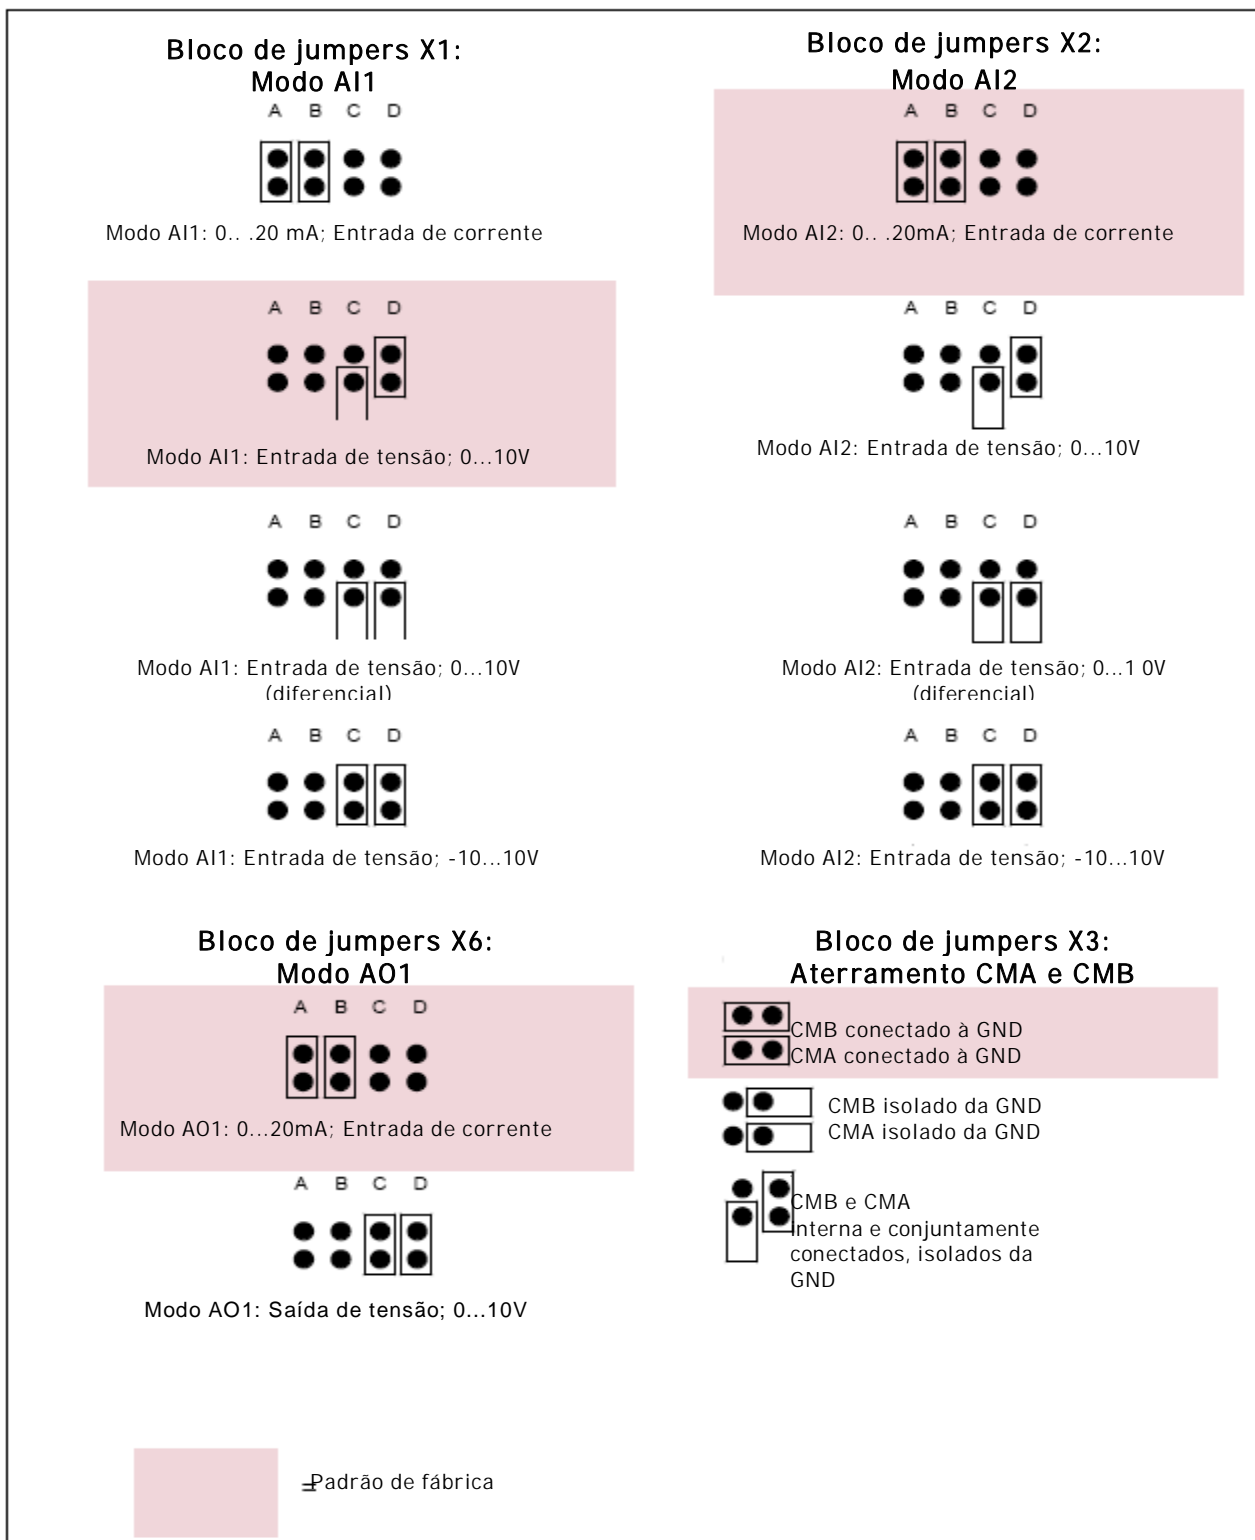 Bloco de jumpers X1:
Modo AI1
A B C D
Modo AI1: 0.. .20 mA; Entrada de corrente
A B C D
Modo AI1: Entrada de tensão; 0...10V
A B C D
Modo AI1: Entrada de tensão; 0...10V
(diferencial)
A B C D
Modo AI1: Entrada de tensão; -10...10V
Bloco de jumpers X2:
Modo AI2
A B C D
Modo AI2: 0.. .20mA; Entrada de corrente
A B C D
Modo AI2: Entrada de tensão; 0...10V
A B C D
Modo AI2: Entrada de tensão; 0...1 0V
(diferencial)
A B C D
Modo AI2: Entrada de tensão; -10...10V
Bloco de jumpers X6:
Modo AO1
A B C D
Modo AO1: 0...20mA; Entrada de corrente
A B C D
Modo AO1: Saída de tensão; 0...10V
Bloco de jumpers X3:
Aterramento CMA e CMB
CMB conectado à GND
CMA conectado à GND
CMB isolado da GND
CMA isolado da GND
CMB e CMA
interna e conjuntamente
conectados, isolados da
GND
=Padrão de fábrica